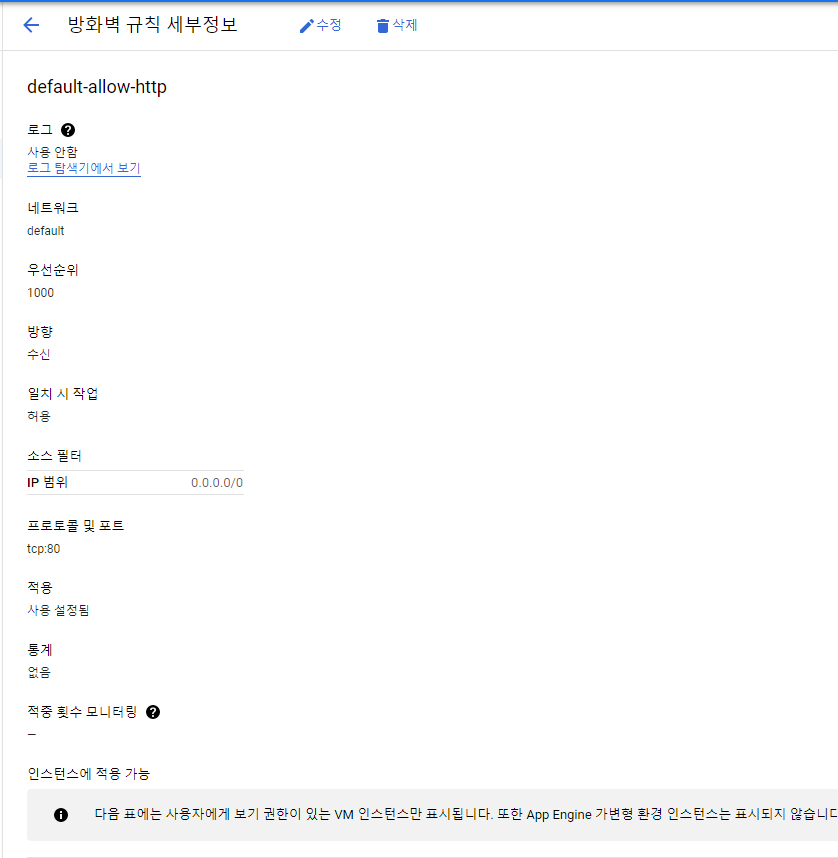 방화벽 규칙 세부정보
수정
삭제
default-allow-http
로그
사용 안함
로그 탐색기에서 보기
네트워크
default
우선순위
1000
방향
수신
일치 시 작업
허용
소스 필터
IP 범위 0.0.0.0/0
프로토콜 및 포트
tcp:80
적용
사용 설정됨
통계
없음
적중 횟수 모니터링
—
인스턴스에 적용 가능
다음 표에는 사용자에게 보기 권한이 있는 VM 인스턴스만 표시됩니다. 또한 App Engine 가변형 환경 인스턴스는 표시되지 않습니다